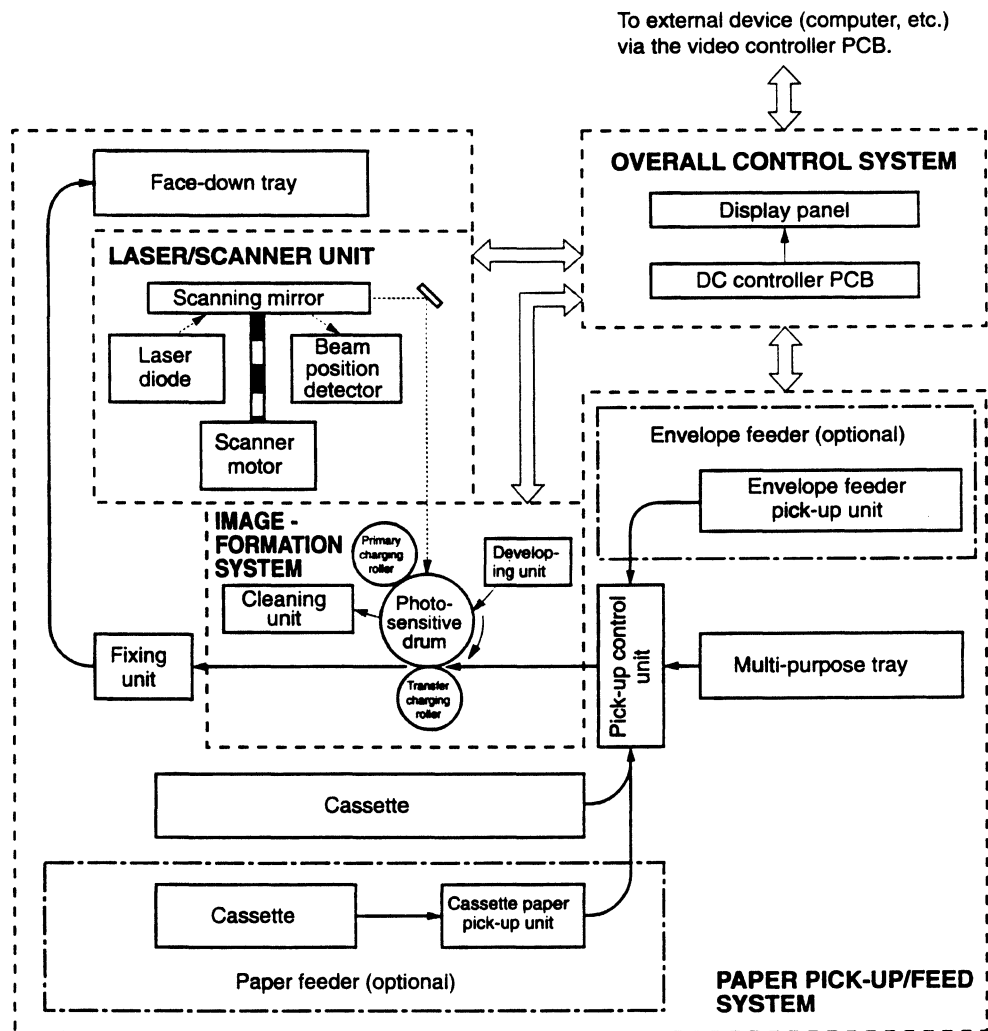 To external device (computer, etc.)
via the video controller PCB.
OVERALL CONTROL SYSTEM
Display panel
DC controller PCB
Face-down tray
LASER/SCANNER UNIT
Scanning mirror
Laser
diode
Beam
position
detector
Scanner
motor
Envelope feeder (optional)
Envelope feeder
pick-up unit
IMAGE -
FORMATION
SYSTEM
Primary
charging
roller
Develop-
ing unit
Cleaning
unit
Photo-
sensitive
drum
Transfer
charging
roller
Fixing
unit
Pick-up control
unit
Multi-purpose tray
Cassette
Cassette
Cassette paper
pick-up unit
Paper feeder (optional)
PAPER PICK-UP/FEED
SYSTEM